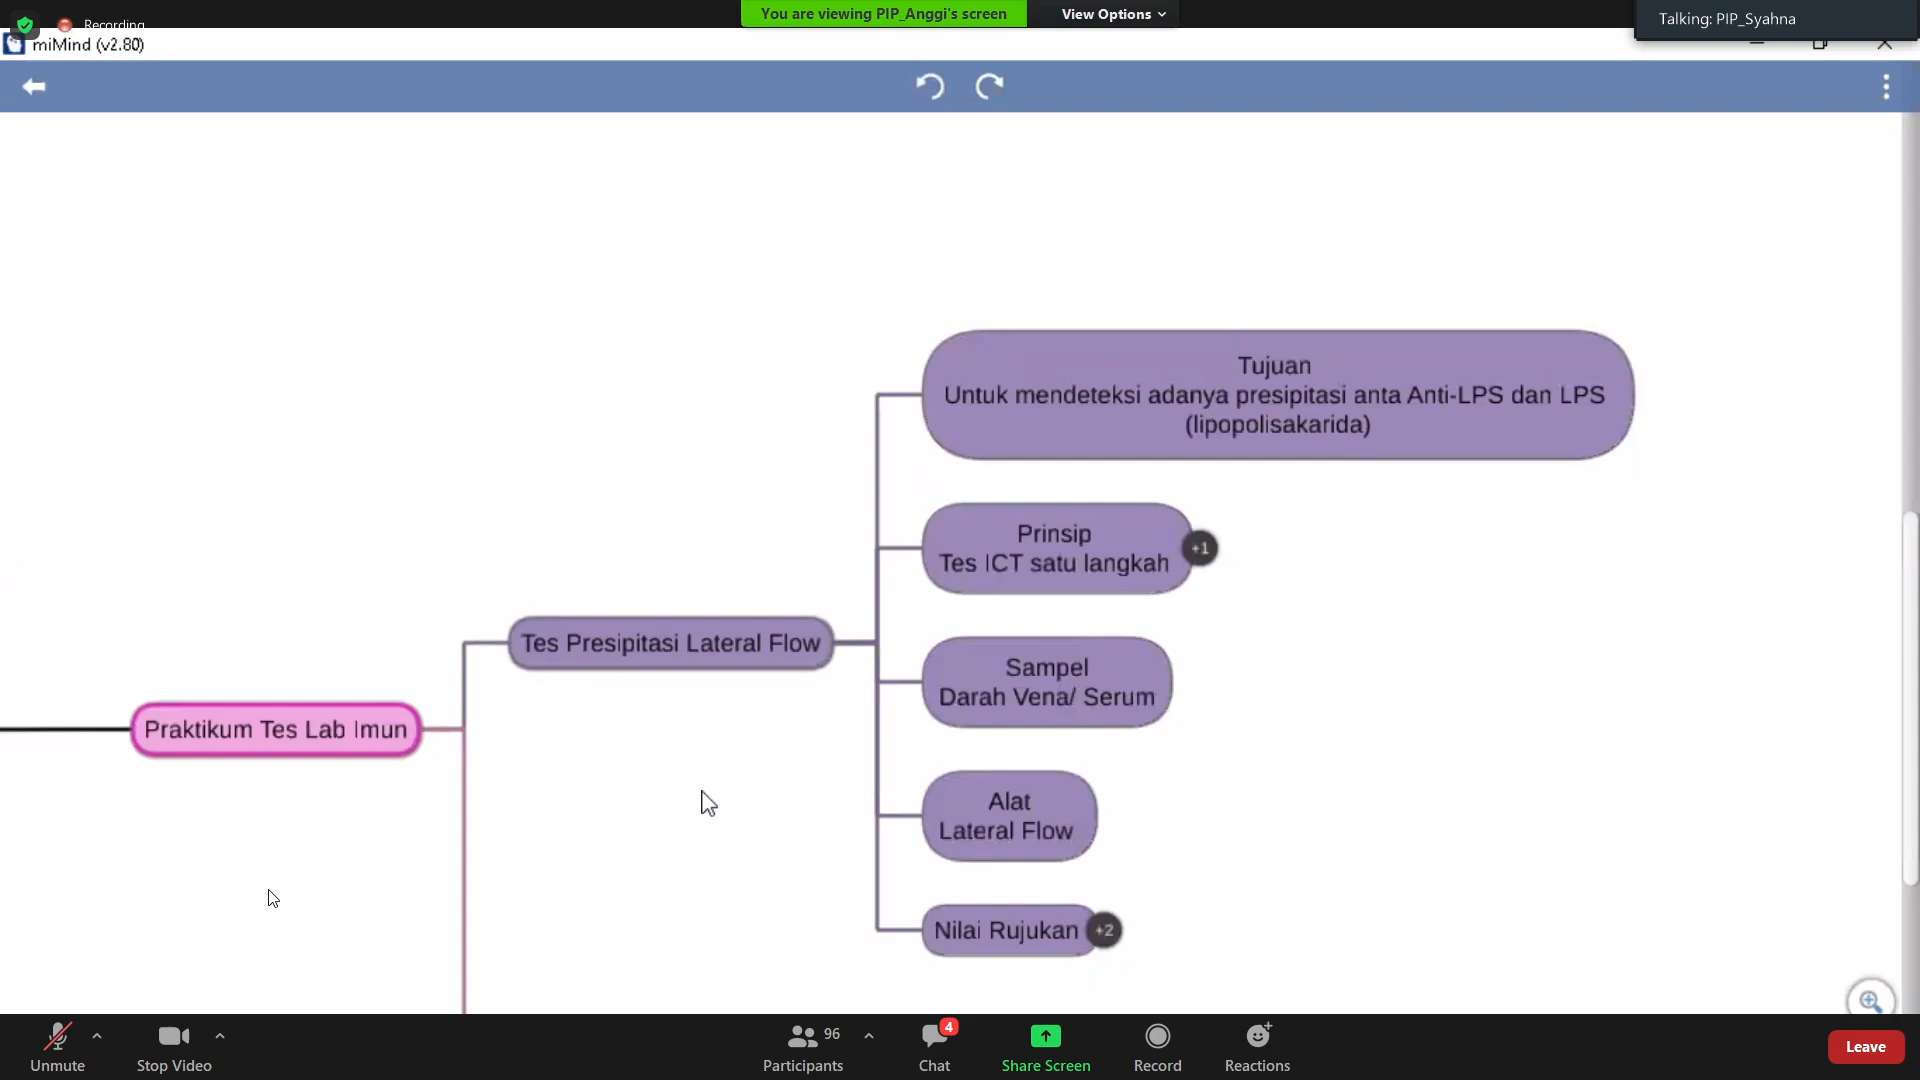 Recording
You are viewing PIP_Anggi's screen
View Options
Talking: PIP_Syahna
miMind (v2.80)
Tujuan
Untuk mendeteksi adanya presipitasi anta Anti-LPS dan LPS
(lipopolisakarida)
Prinsip
Tes ICT satu langkah
+1
Tes Presipitasi Lateral Flow
Sampel
Darah Vena/ Serum
Praktikum Tes Lab Imun
Alat
Lateral Flow
Nilai Rujukan
+2
Unmute
Stop Video
96
Participants
4
Chat
Share Screen
Record
Reactions
Leave